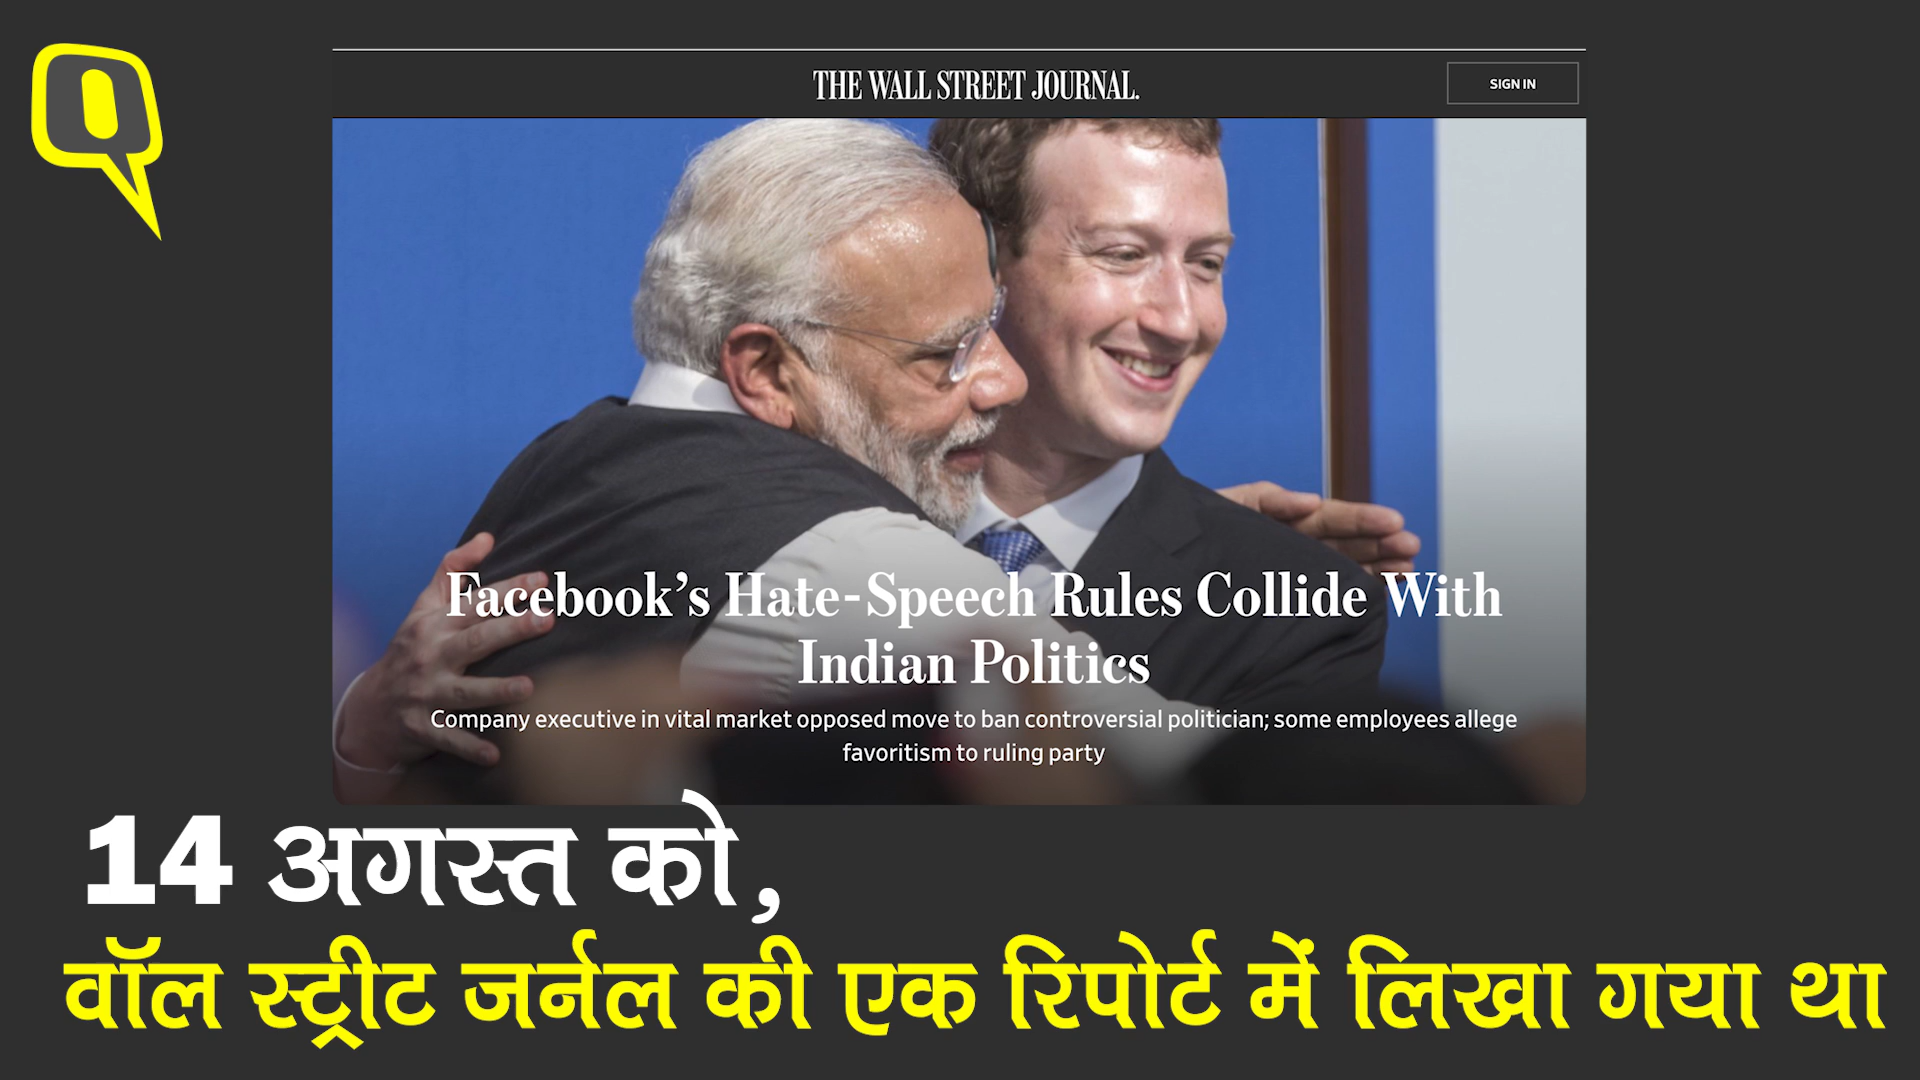 THE WALL STREET JOURNAL.
SIGN IN
Facebook’s Hate-Speech Rules Collide With
Indian Politics
Company executive in vital market opposed move to ban controversial politician; some employees allege
favoritism to ruling party
14 अगस्त को,
वॉल स्ट्रीट जर्नल की एक रिपोर्ट में लिखा गया था